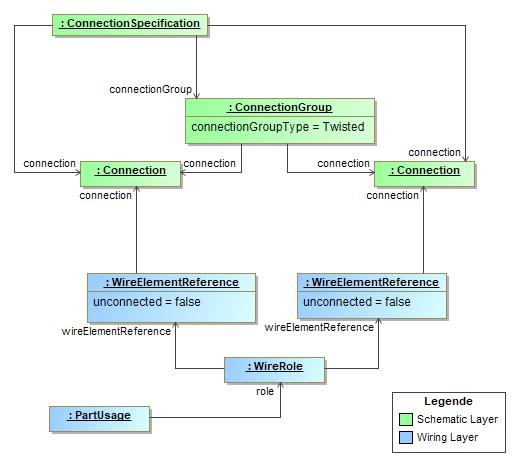 : ConnectionSpecification
connectionGroup
: ConnectionGroup
connectionGroupType = Twisted
connection
connection
connection
connection
: Connection
: Connection
connection
connection
: WireElementReference
unconnected = false
: WireElementReference
unconnected = false
wireElementReference
wireElementReference
: WireRole
role
: PartUsage
Legende
Schematic Layer
Wiring Layer